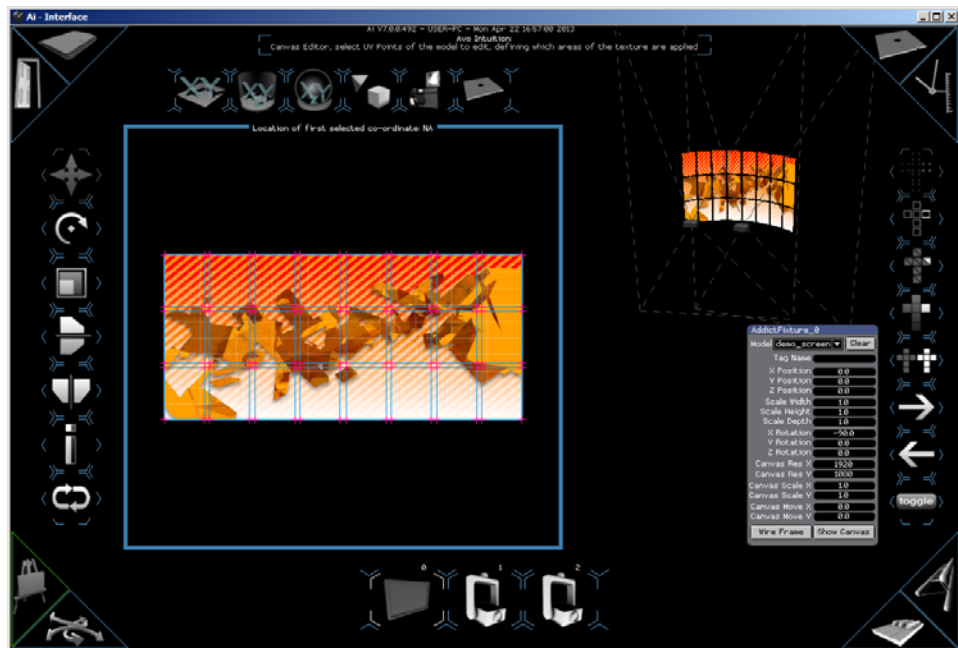 Ai - Interface
Ai V7.0.0.492 - USER-PC - Mon Apr 22 16:57:00 2013
Avo Intuition:
Canvas Editor, select UV Points of the model to edit, defining which areas of the texture are applied
XY
XY
XYZ
Location of first selected co-ordinate: NA
AddictFixture_0
Model demo_screen Clear
Tag Name
X Position 0.0
Y Position 0.0
Z Position 0.0
Scale Width 1.0
Scale Height 1.0
Scale Depth 1.0
X Rotation -90.0
Y Rotation 0.0
Z Rotation 0.0
Canvas Res X 1920
Canvas Res Y 1080
Canvas Scale X 1.0
Canvas Scale Y 1.0
Canvas Move X 0.0
Canvas Move Y 0.0
Wire Frame Show Canvas
toggle
0 1 2